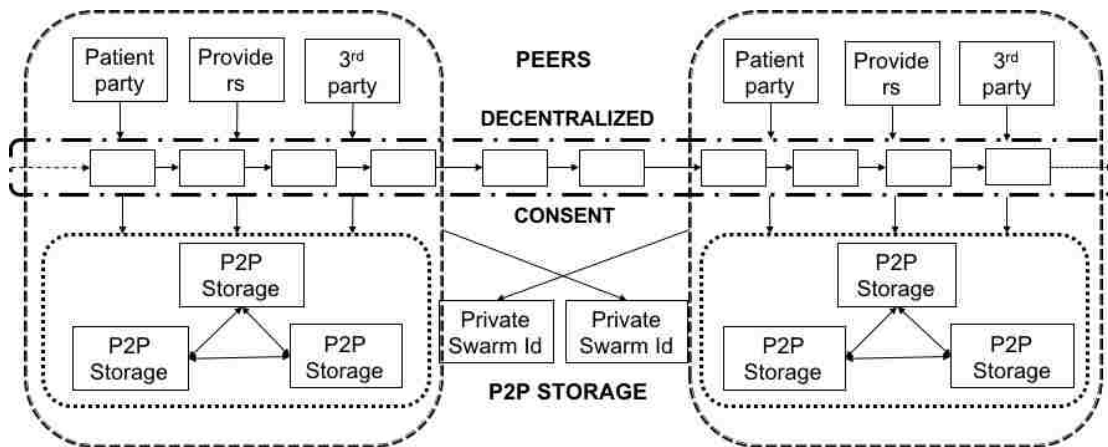 Patient
party
Provide
rs
3rd
party
PEERS
Patient
party
Provide
rs
3rd
party
DECENTRALIZED
CONSENT
P2P
Storage
P2P
Storage
P2P
Storage
Private
Swarm Id
Private
Swarm Id
P2P STORAGE
P2P
Storage
P2P
Storage
P2P
Storage